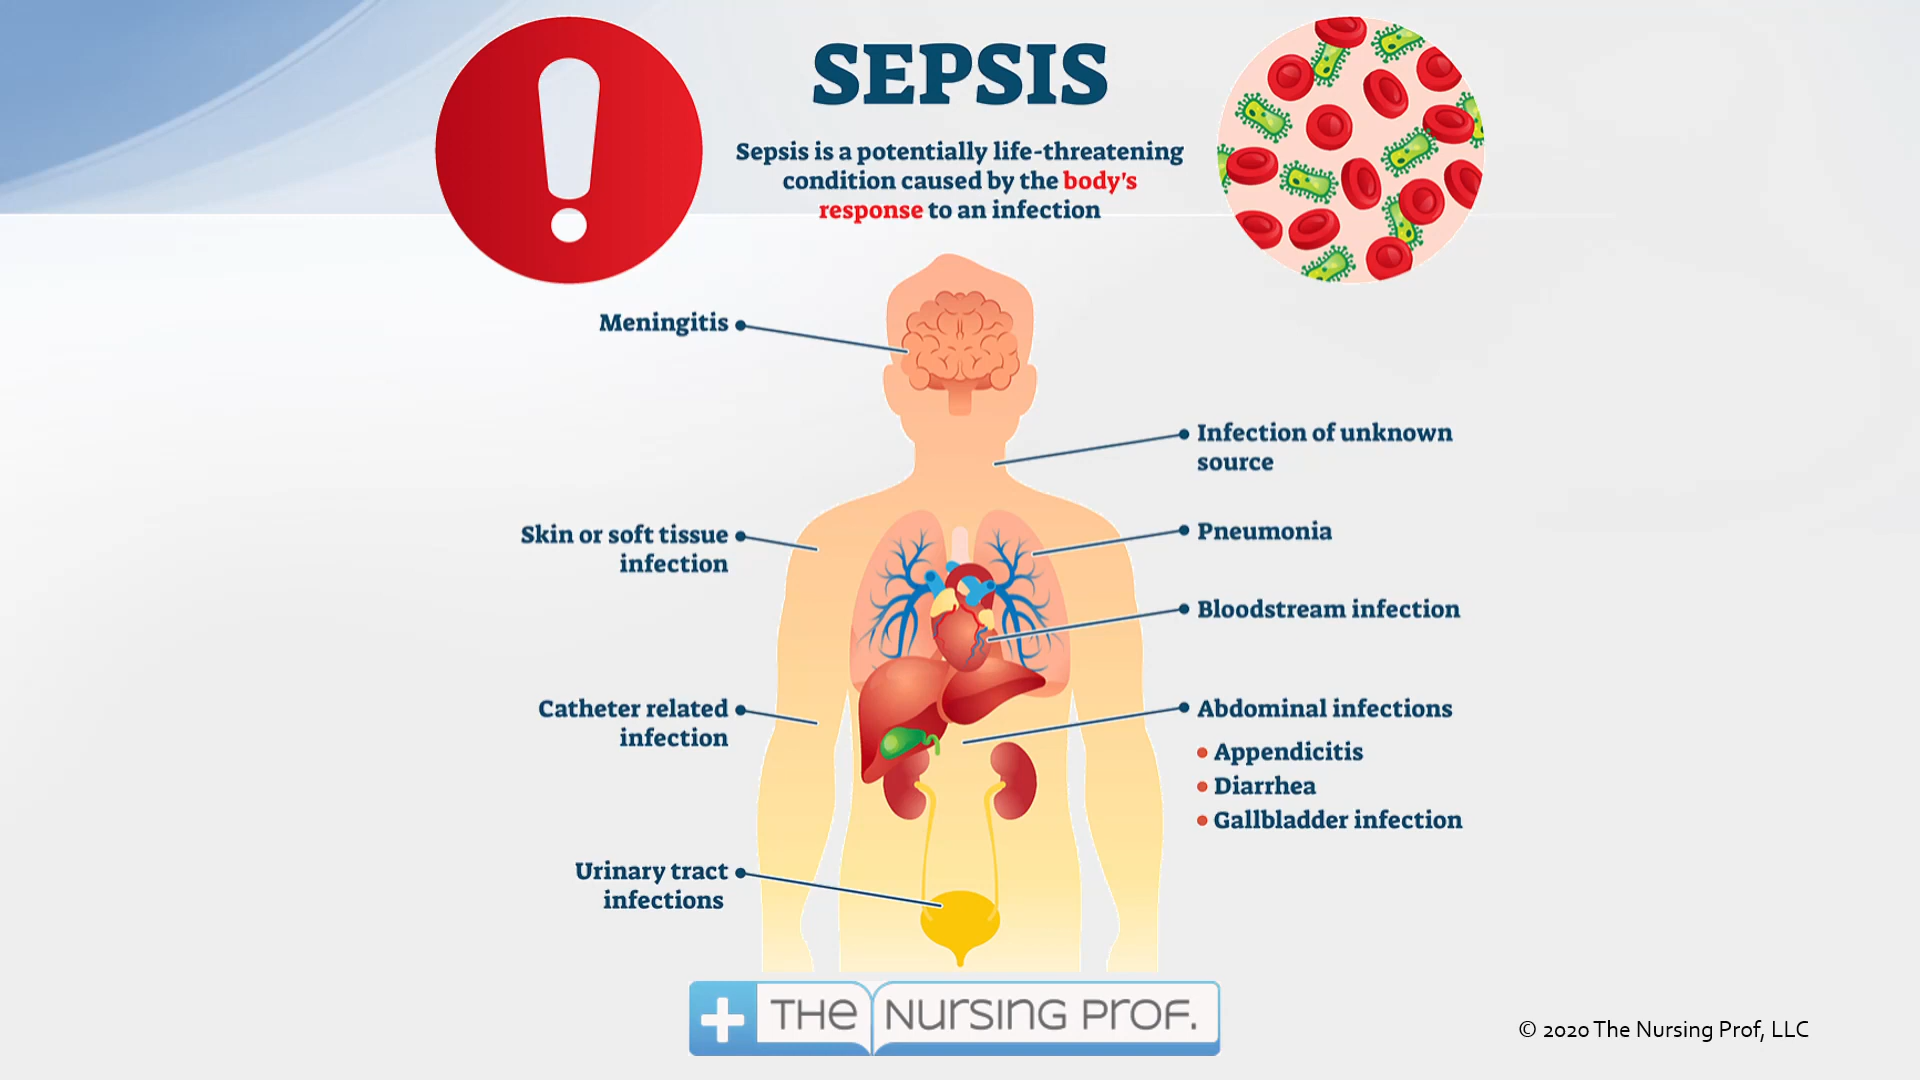 SEPSIS
Sepsis is a potentially life-threatening
condition caused by the body's
response to an infection
Meningitis
Infection of unknown
source
Skin or soft tissue
infection
Pneumonia
Bloodstream infection
Catheter related
infection
Abdominal infections
• Appendicitis
• Diarrhea
• Gallbladder infection
Urinary tract
infections
THE NURSING PROF.
© 2020 The Nursing Prof, LLC